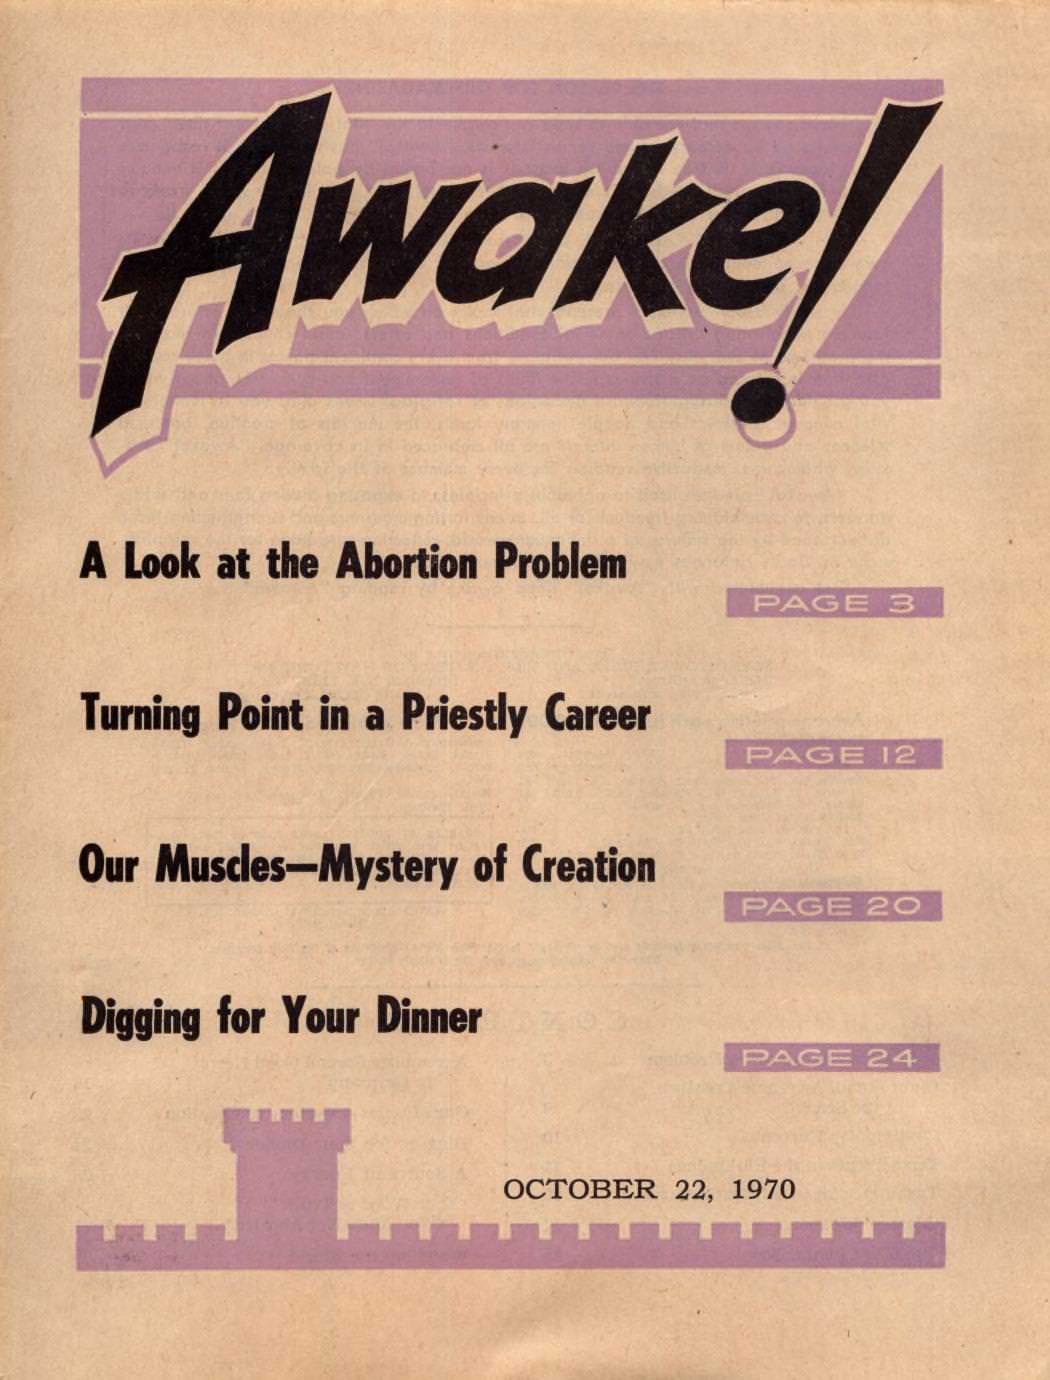 Awake!
A Look at the Abortion Problem
PAGE 3
Turning Point in a Priestly Career
PAGE 12
Our Muscles—Mystery of Creation
PAGE 20
Digging for Your Dinner
PAGE 24
OCTOBER 22, 1970